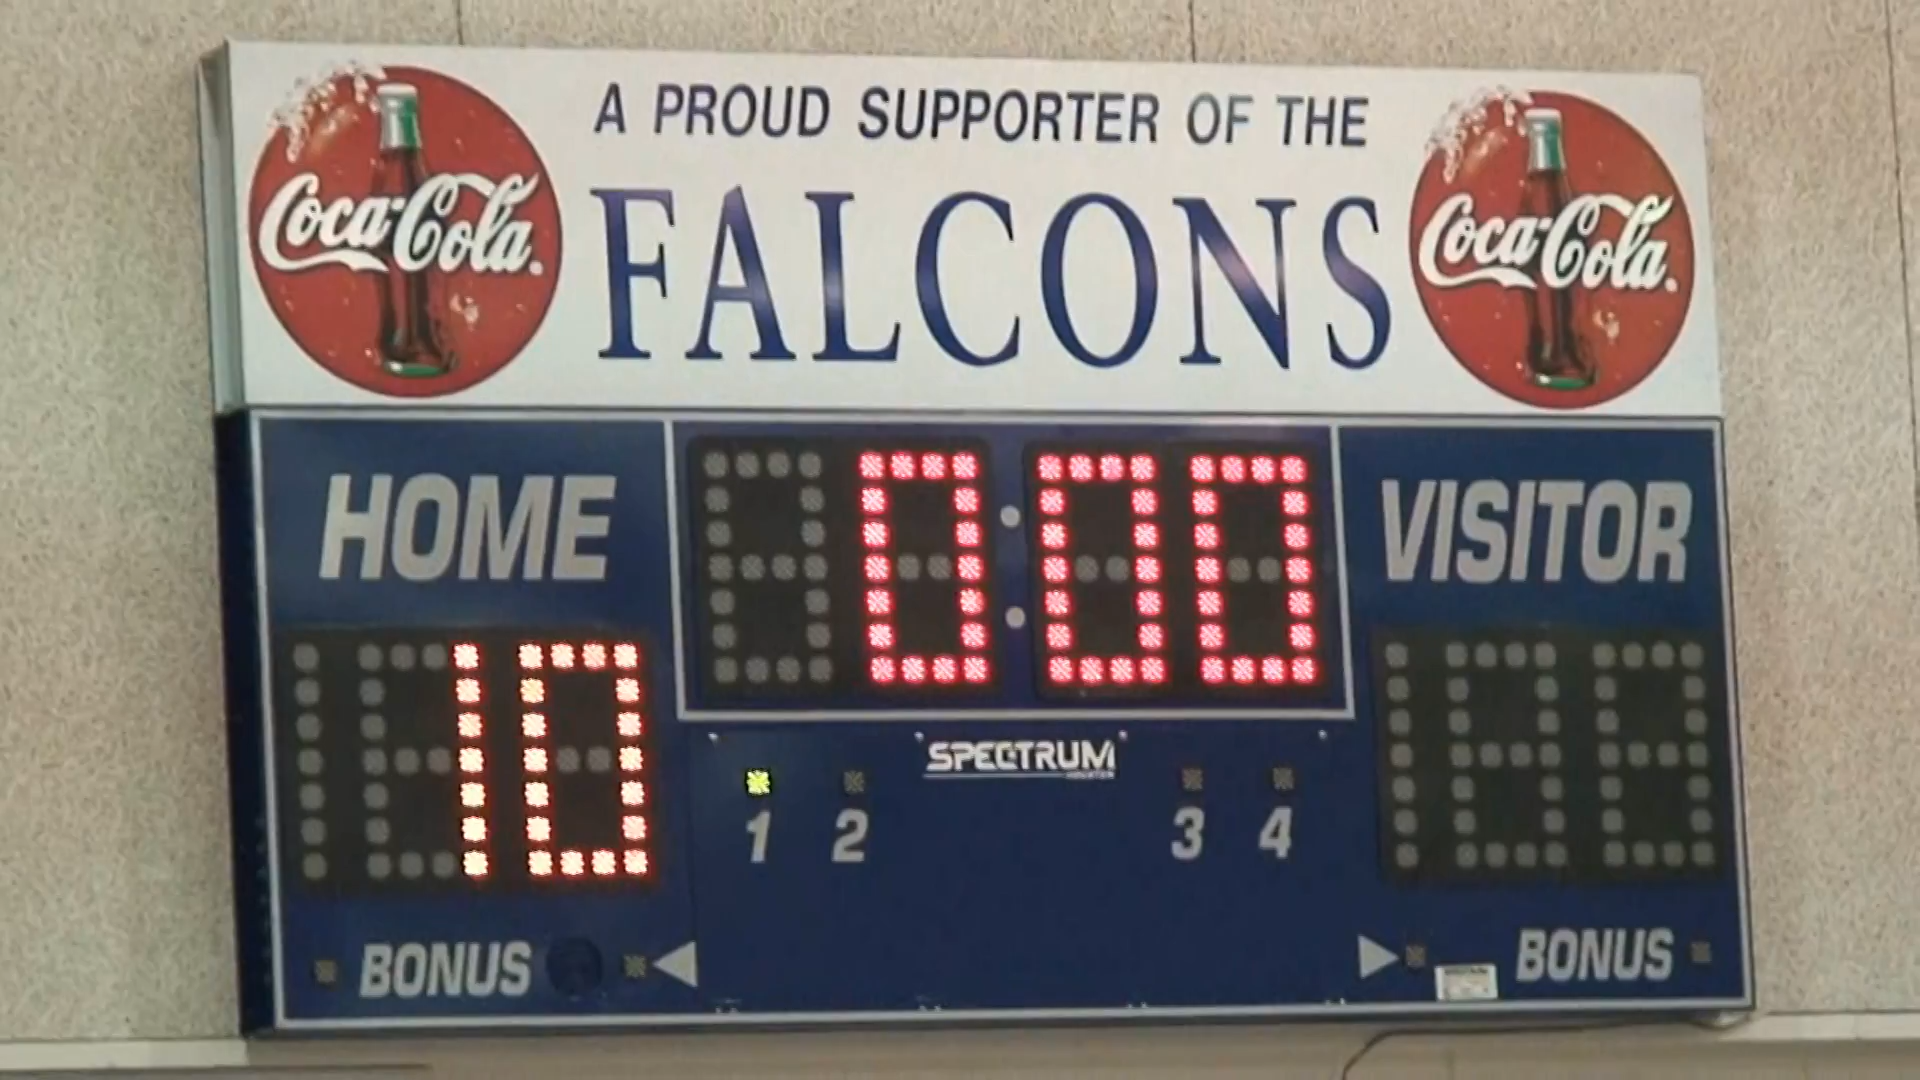 A PROUD SUPPORTER OF THE
FALCONS
Coca-Cola
Coca-Cola
HOME
0:00
VISITOR
10
SPECTRUM
1 2 3 4
BONUS
BONUS